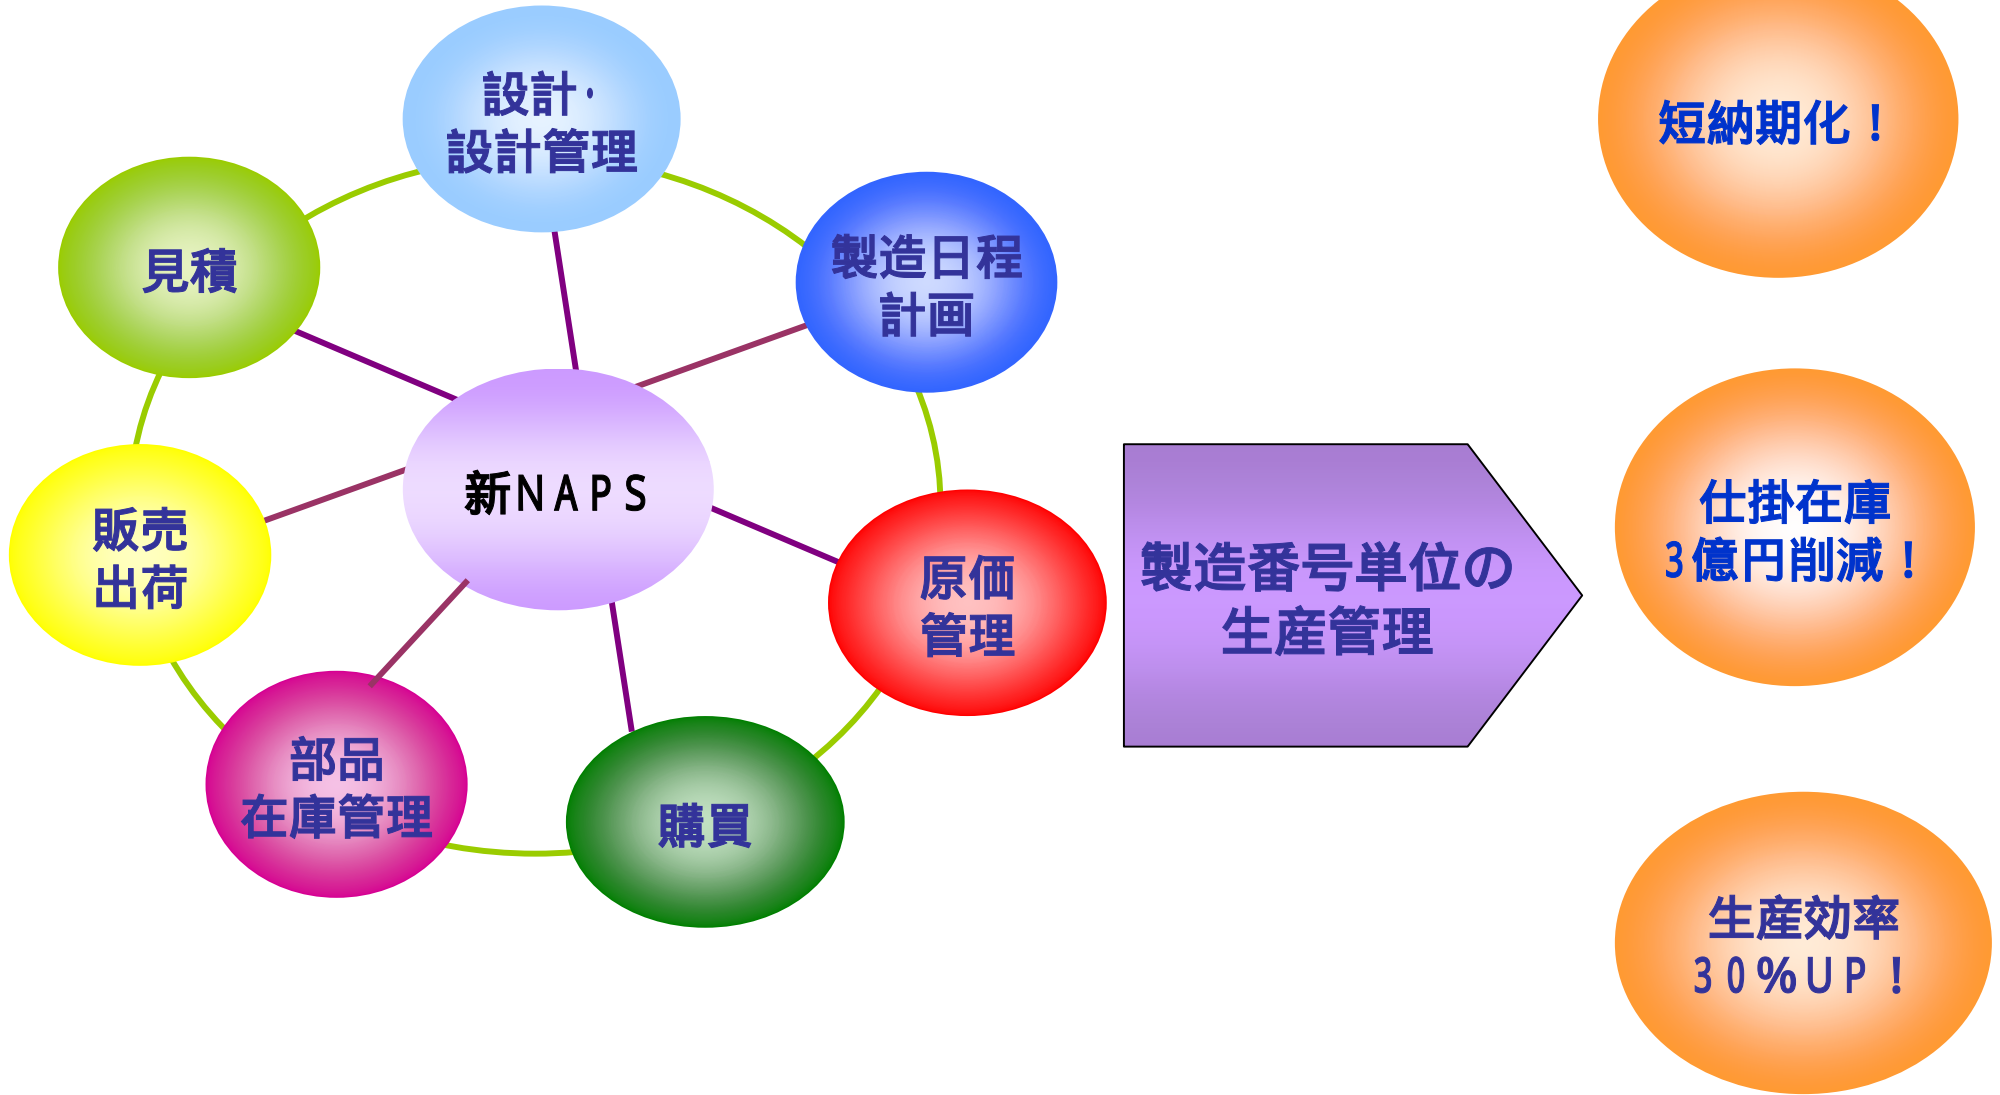 設計・
設計管理
見積
製造日程
計画
新ＮＡＰＳ
販売
出荷
原価
管理
部品
在庫管理
購買
製造番号単位の
生産管理
短納期化！
仕掛在庫
３億円削減！
生産効率
３０％ＵＰ！